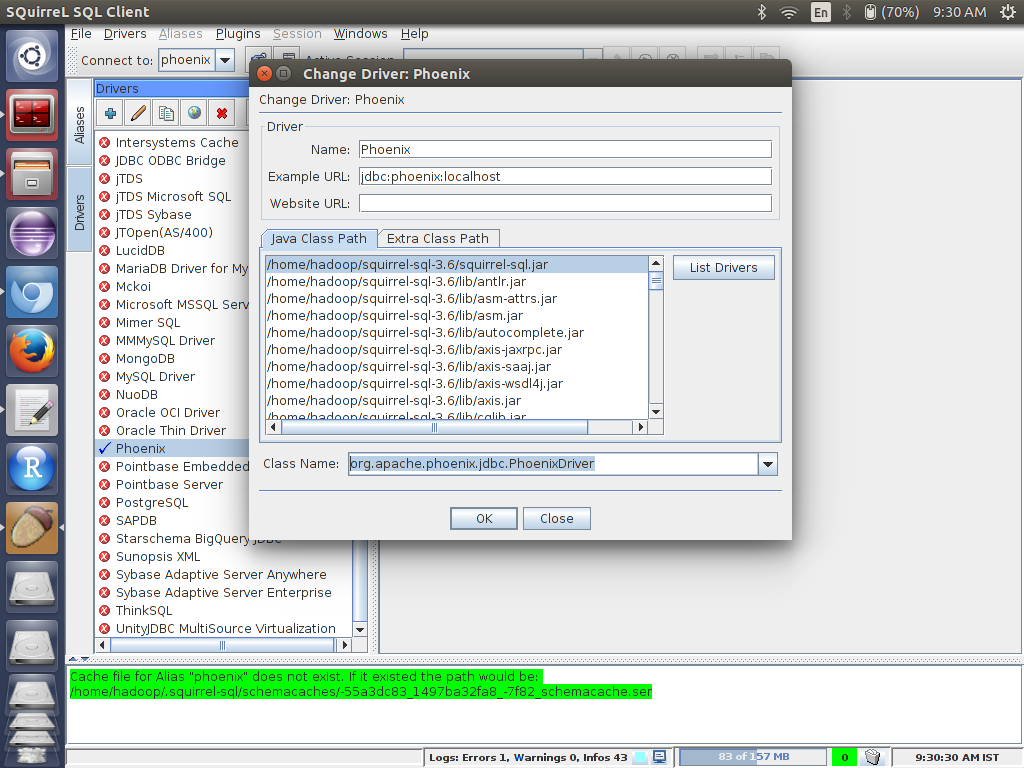 SQuirreL SQL Client
En
(70%)
9:30 AM
File Drivers Aliases Plugins Session Windows Help
Connect to: phoenix
Active Session
Drivers
Aliases
Drivers
Intersystems Cache
JDBC ODBC Bridge
jTDS
jTDS Microsoft SQL
jTDS Sybase
JTOpen(AS/400)
LucidDB
MariaDB Driver for My
Mckoi
Microsoft MSSQL Serv
Mimer SQL
MMMySQL Driver
MongoDB
MySQL Driver
NuoDB
Oracle OCI Driver
Oracle Thin Driver
Phoenix
Pointbase Embedded
Pointbase Server
PostgreSQL
SAPDB
Starschema BigQuery JDBC
Sunopsis XML
Sybase Adaptive Server Anywhere
Sybase Adaptive Server Enterprise
ThinkSQL
UnityJDBC MultiSource Virtualization
Change Driver: Phoenix
Change Driver: Phoenix
Driver
Name: Phoenix
Example URL: jdbc:phoenix:localhost
Website URL:
Java Class Path
Extra Class Path
/home/hadoop/squirrel-sql-3.6/squirrel-sql.jar
/home/hadoop/squirrel-sql-3.6/lib/antlr.jar
/home/hadoop/squirrel-sql-3.6/lib/asm-attrs.jar
/home/hadoop/squirrel-sql-3.6/lib/asm.jar
/home/hadoop/squirrel-sql-3.6/lib/autocomplete.jar
/home/hadoop/squirrel-sql-3.6/lib/axis-jaxrpc.jar
/home/hadoop/squirrel-sql-3.6/lib/axis-saaj.jar
/home/hadoop/squirrel-sql-3.6/lib/axis-wsdl4j.jar
/home/hadoop/squirrel-sql-3.6/lib/axis.jar
/home/hadoop/squirrel-sql-3.6/lib/cglib.jar
List Drivers
Class Name: org.apache.phoenix.jdbc.PhoenixDriver
OK
Close
R
Cache file for Alias "phoenix" does not exist. If it existed the path would be:
/home/hadoop/.squirrel-sql/schemacaches/-55a3dc83_1497ba32fa8_-7f82_schemacache.ser
Logs: Errors 1, Warnings 0, Infos 43
83 of 157 MB
0
9:30:30 AM IST